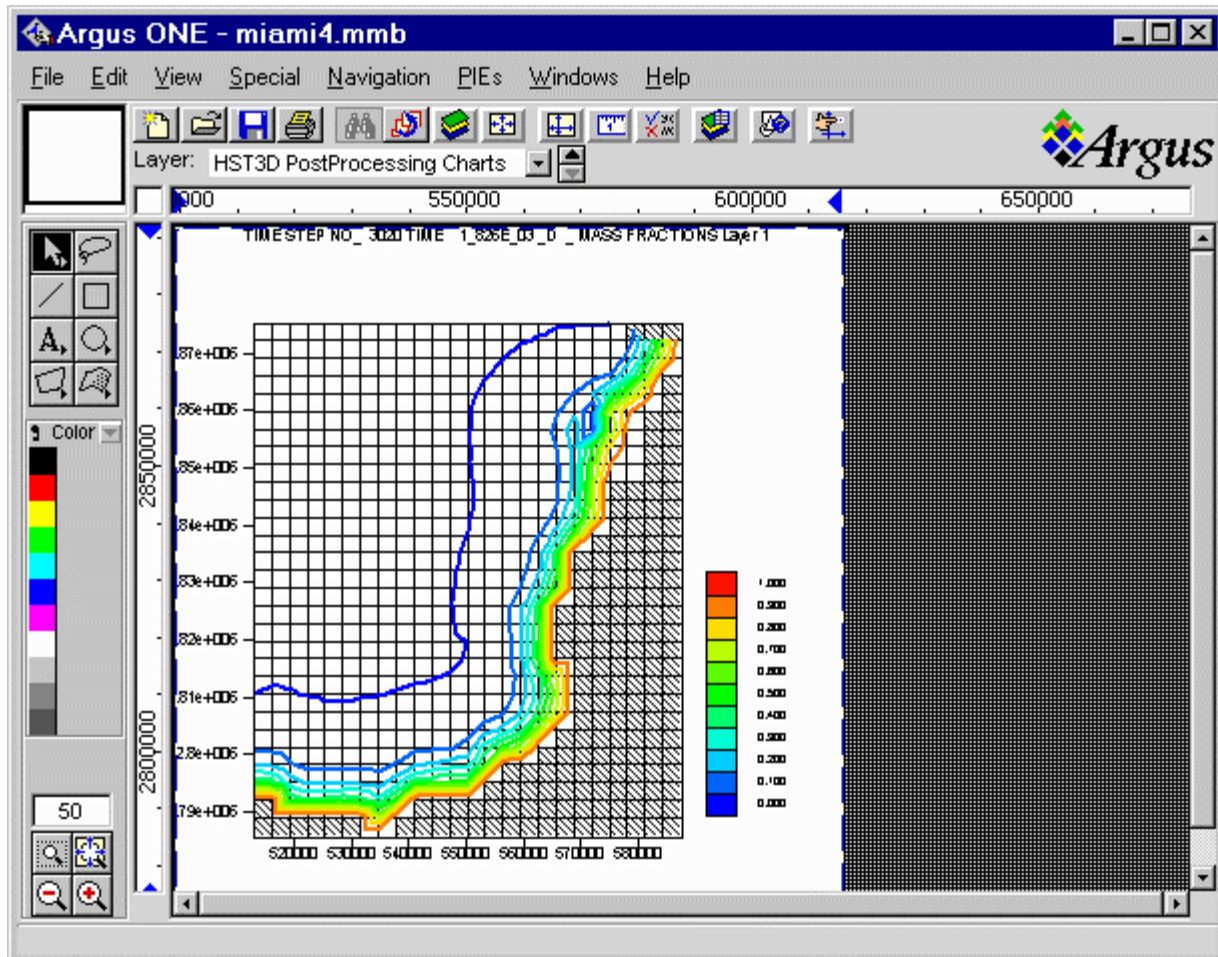 Argus ONE - miami4.mmb
File Edit View Special Navigation PIEs Windows Help
Layer: HST3D PostProcessing Charts
Argus
550000 600000 650000
TIME STEP NO_ 3020 TIME 1_826E_03 _D _ MASS FRACTIONS Layer 1
Color
2850000
2800000
50
.87e+006
.86e+006
.85e+006
.84e+006
.83e+006
.82e+006
.81e+006
2.8e+006
.79e+006
520000 530000 540000 550000 560000 570000 580000
1.000
0.900
0.800
0.700
0.600
0.500
0.400
0.300
0.200
0.100
0.000